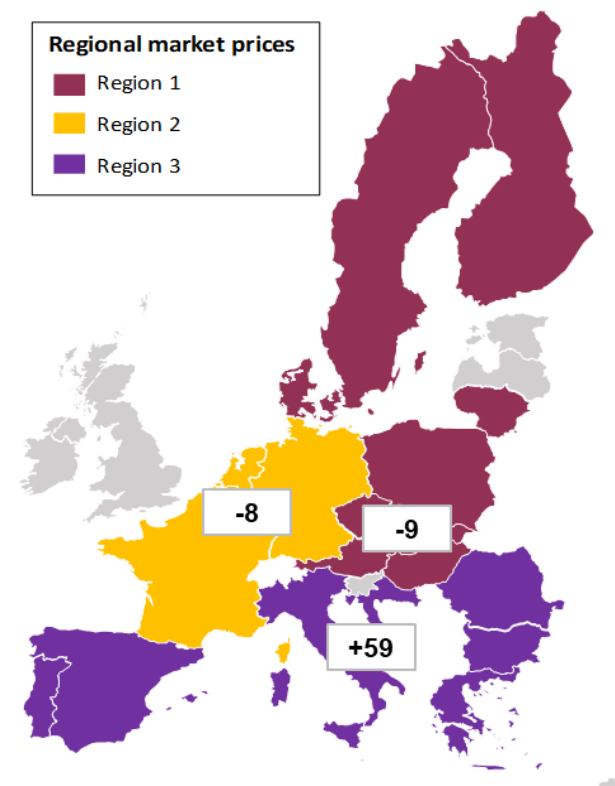 Regional market prices
Region 1
Region 2
Region 3
-8
-9
+59